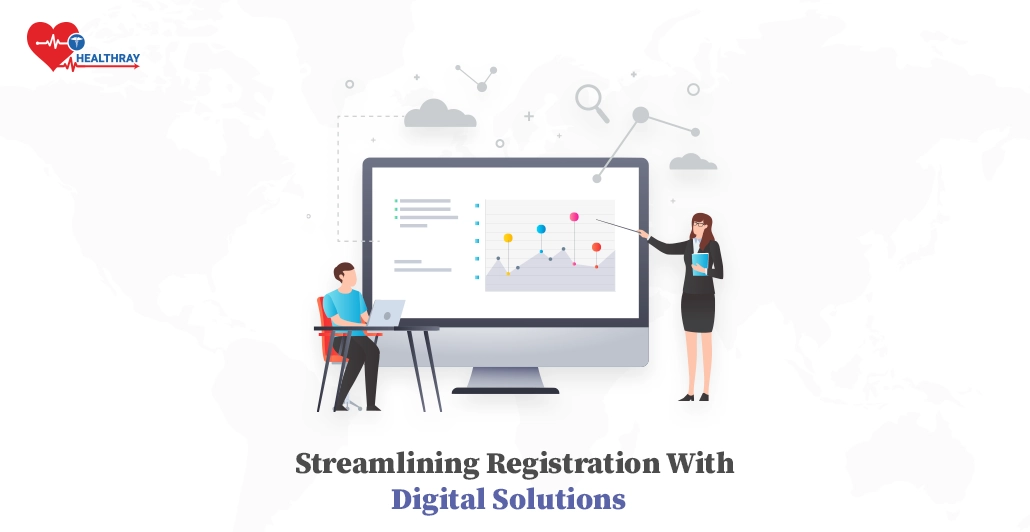 HEALTHRAY
Streamlining Registration With
Digital Solutions